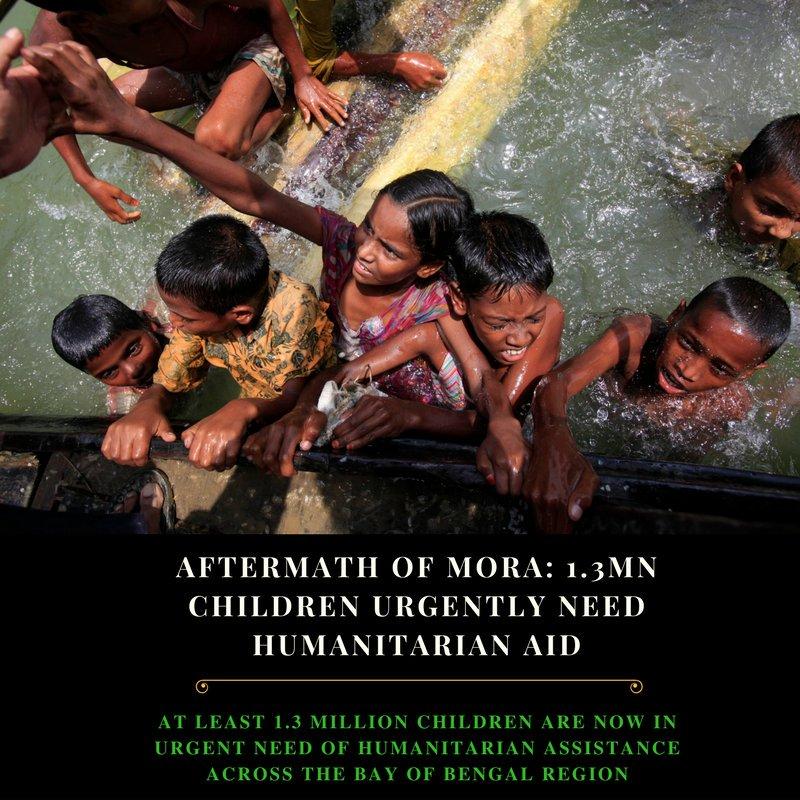 AFTERMATH OF MORA: 1.3MN
CHILDREN URGENTLY NEED
HUMANITARIAN AID
AT LEAST 1.3 MILLION CHILDREN ARE NOW IN
URGENT NEED OF HUMANITARIAN ASSISTANCE
ACROSS THE BAY OF BENGAL REGION